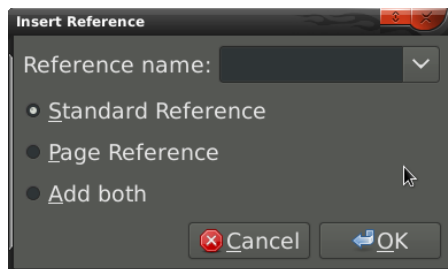 Insert Reference
Reference name:
Standard Reference
Page Reference
Add both
Cancel OK